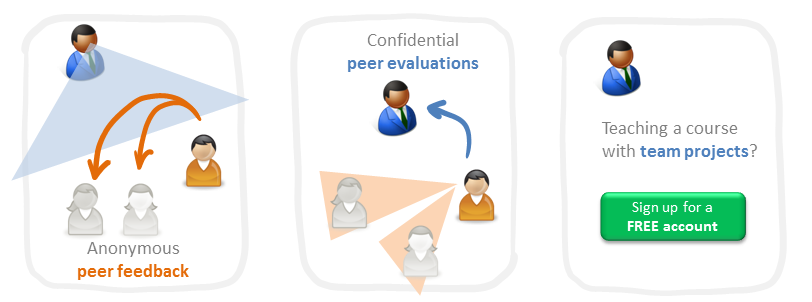 Anonymous
peer feedback
Confidential
peer evaluations
Teaching a course
with team projects?
Sign up for a
FREE account